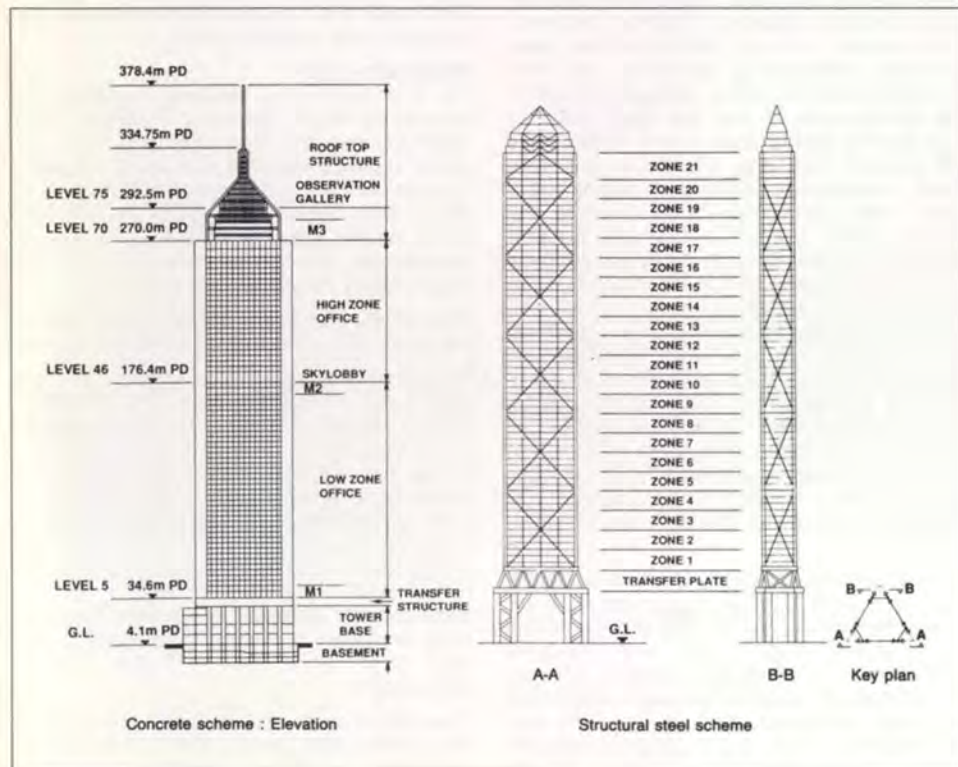 378.4m PD
334.75m PD
ROOF TOP
STRUCTURE
OBSERVATION
GALLERY
LEVEL 75 292.5m PD
LEVEL 70 270.0m PD
M3
HIGH ZONE
OFFICE
LEVEL 46 176.4m PD
SKYLOBBY
M2
LOW ZONE
OFFICE
LEVEL 5 34.6m PD
M1
TRANSFER
STRUCTURE
TOWER
BASE
G.L. 4.1m PD
BASEMENT
Concrete scheme : Elevation
ZONE 21
ZONE 20
ZONE 19
ZONE 18
ZONE 17
ZONE 16
ZONE 15
ZONE 14
ZONE 13
ZONE 12
ZONE 11
ZONE 10
ZONE 9
ZONE 8
ZONE 7
ZONE 6
ZONE 5
ZONE 4
ZONE 3
ZONE 2
ZONE 1
TRANSFER PLATE
G.L.
A-A
B-B
B B
A A
Key plan
Structural steel scheme